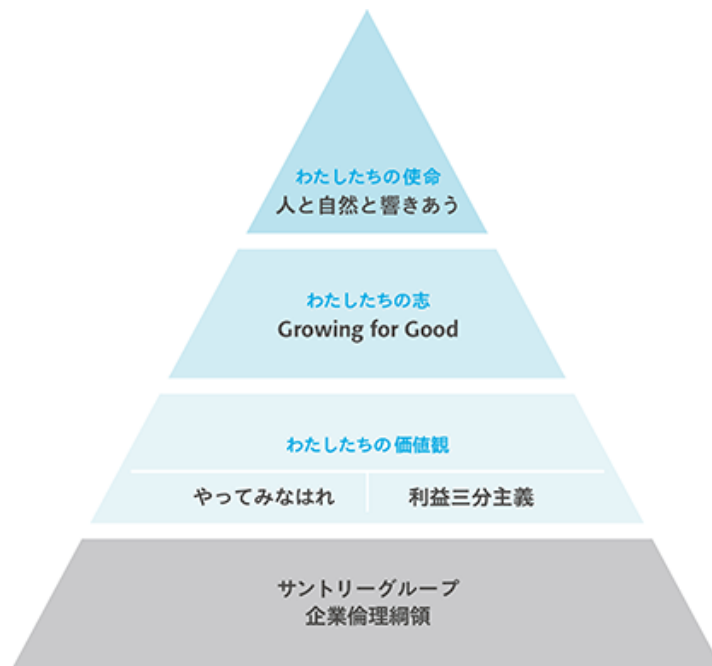 わたしたちの使命
人と自然と響きあう
わたしたちの志
Growing for Good
わたしたちの価値観
やってみなはれ
利益三分主義
サントリーグループ
企業倫理綱領